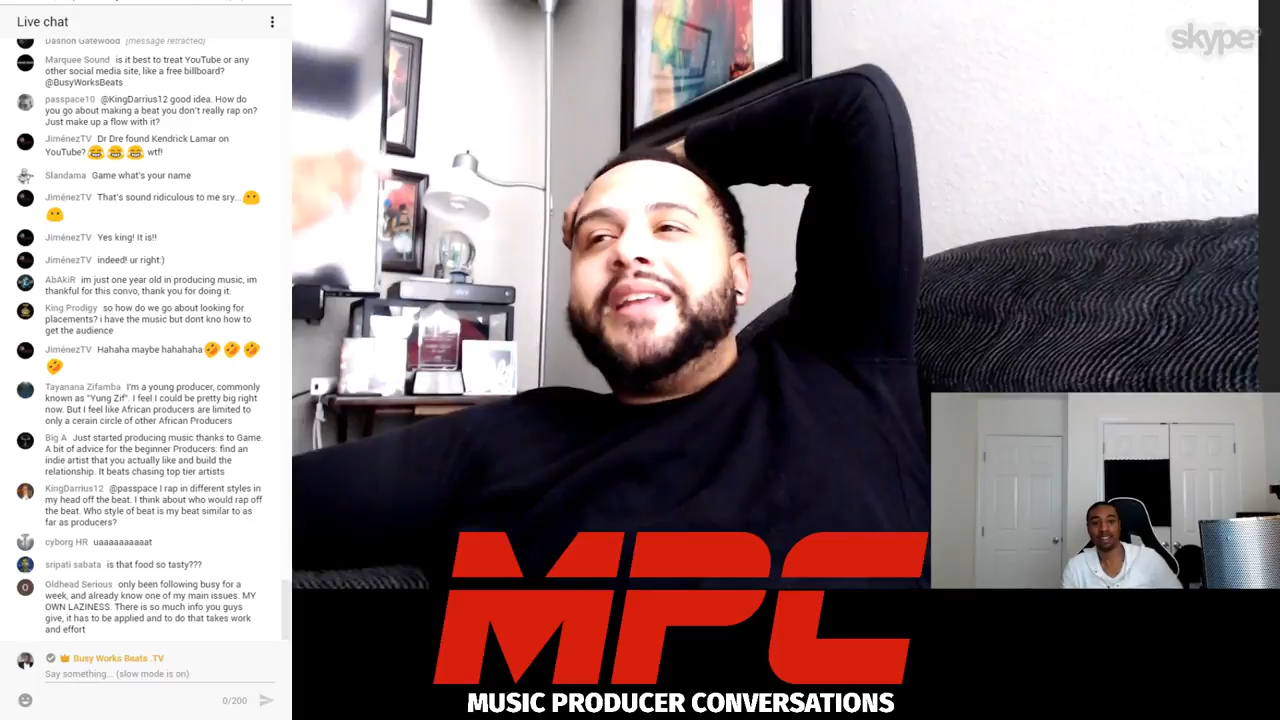 Live chat
Dashon Gatewood [message retracted]
Marquee Sound is it best to treat YouTube or any
other social media site, like a free billboard?
@BusyWorksBeats
passpace10 @KingDarrius12 good idea. How do
you go about making a beat you don't really rap on?
Just make up a flow with it?
JiménezTV Dr Dre found Kendrick Lamar on
YouTube? 😂 😂 😂 wtf!
Slandama Game what's your name
JiménezTV That's sound ridiculous to me sry...😶
😶
JiménezTV Yes king! It is!!
JiménezTV indeed! ur right:)
AbAkiR im just one year old in producing music, im
thankful for this convo, thank you for doing it.
King Prodigy so how do we go about looking for
placements? i have the music but dont kno how to
get the audience
JiménezTV Hahaha maybe hahahaha 🤣 🤣 🤣
🤣
Tayanana Zifamba I'm a young producer, commonly
known as "Yung Zif". I feel I could be pretty big right
now. But I feel like African producers are limited to
only a cerain circle of other African Producers
Big A Just started producing music thanks to Game.
A bit of advice for the beginner Producers: find an
indie artist that you actually like and build the
relationship. It beats chasing top tier artists
KingDarrius12 @passpace I rap in different styles in
my head off the beat. I think about who would rap off
the beat. Who style of beat is my beat similar to as
far as producers?
cyborg HR uaaaaaaaaat
sripati sabata is that food so tasty???
Oldhead Serious only been following busy for a
week, and already know one of my main issues. MY
OWN LAZINESS. There is so much info you guys
give, it has to be applied and to do that takes work
and effort
Busy Works Beats .TV
Say something... (slow mode is on)
0/200
skype
MPC
MUSIC PRODUCER CONVERSATIONS